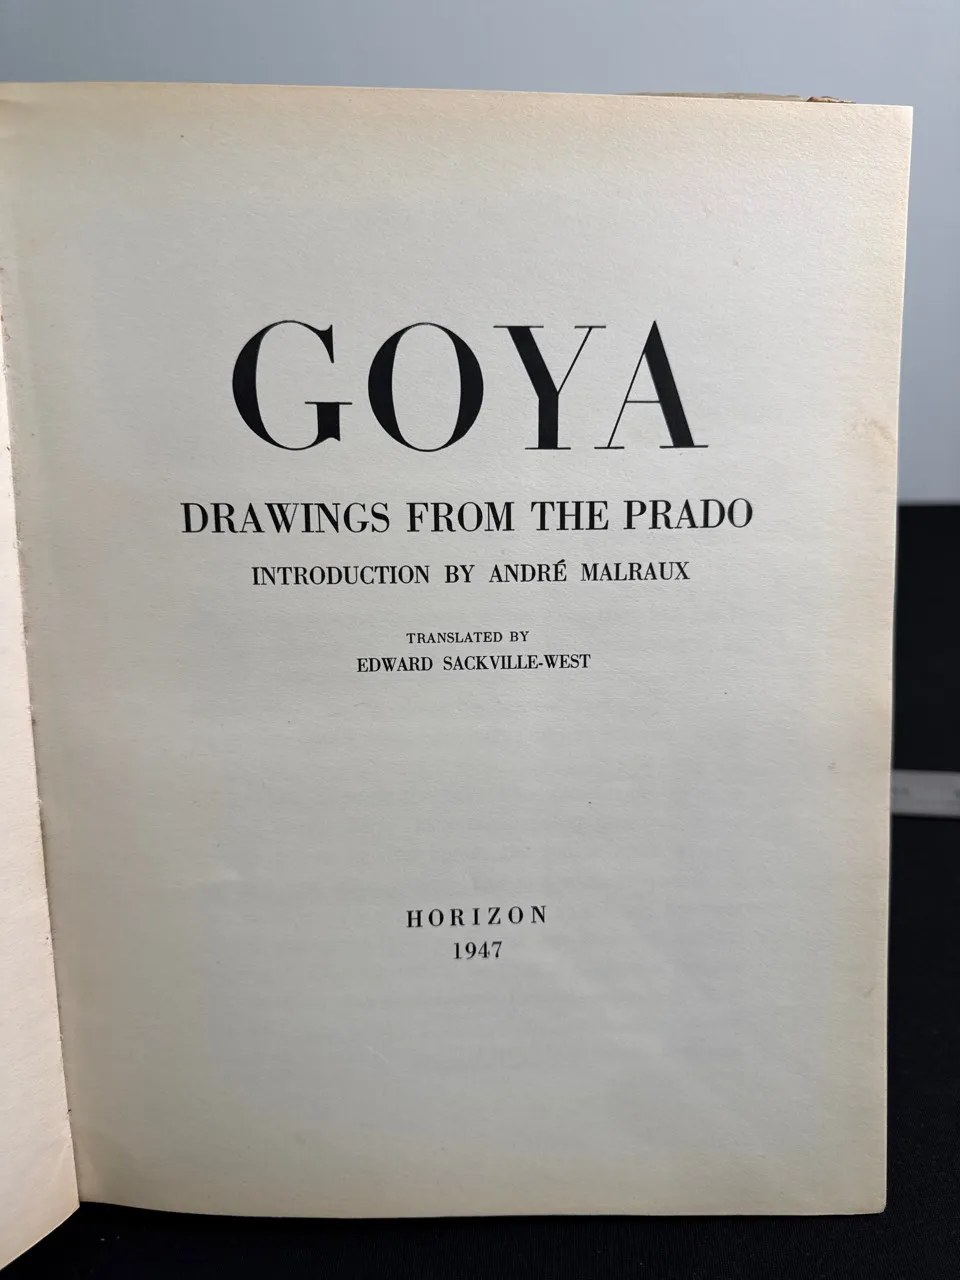 GOYA
DRAWINGS FROM THE PRADO
INTRODUCTION BY ANDRÉ MALRAUX
TRANSLATED BY
EDWARD SACKVILLE-WEST
HORIZON
1947